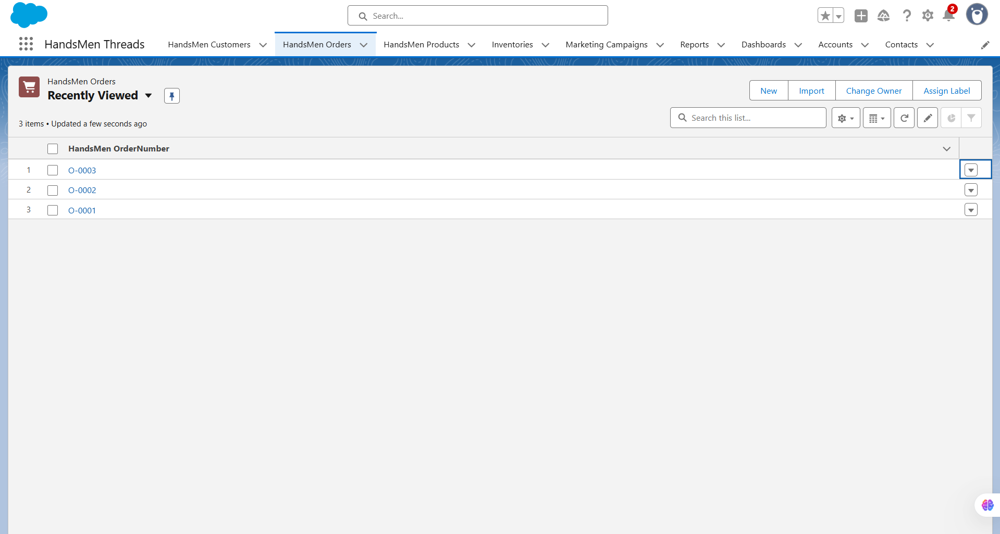 Search...
2
HandsMen Threads
HandsMen Customers
HandsMen Orders
HandsMen Products
Inventories
Marketing Campaigns
Reports
Dashboards
Accounts
Contacts
HandsMen Orders
Recently Viewed
New
Import
Change Owner
Assign Label
3 items • Updated a few seconds ago
Search this list...
HandsMen OrderNumber
1 O-0003
2 O-0002
3 O-0001